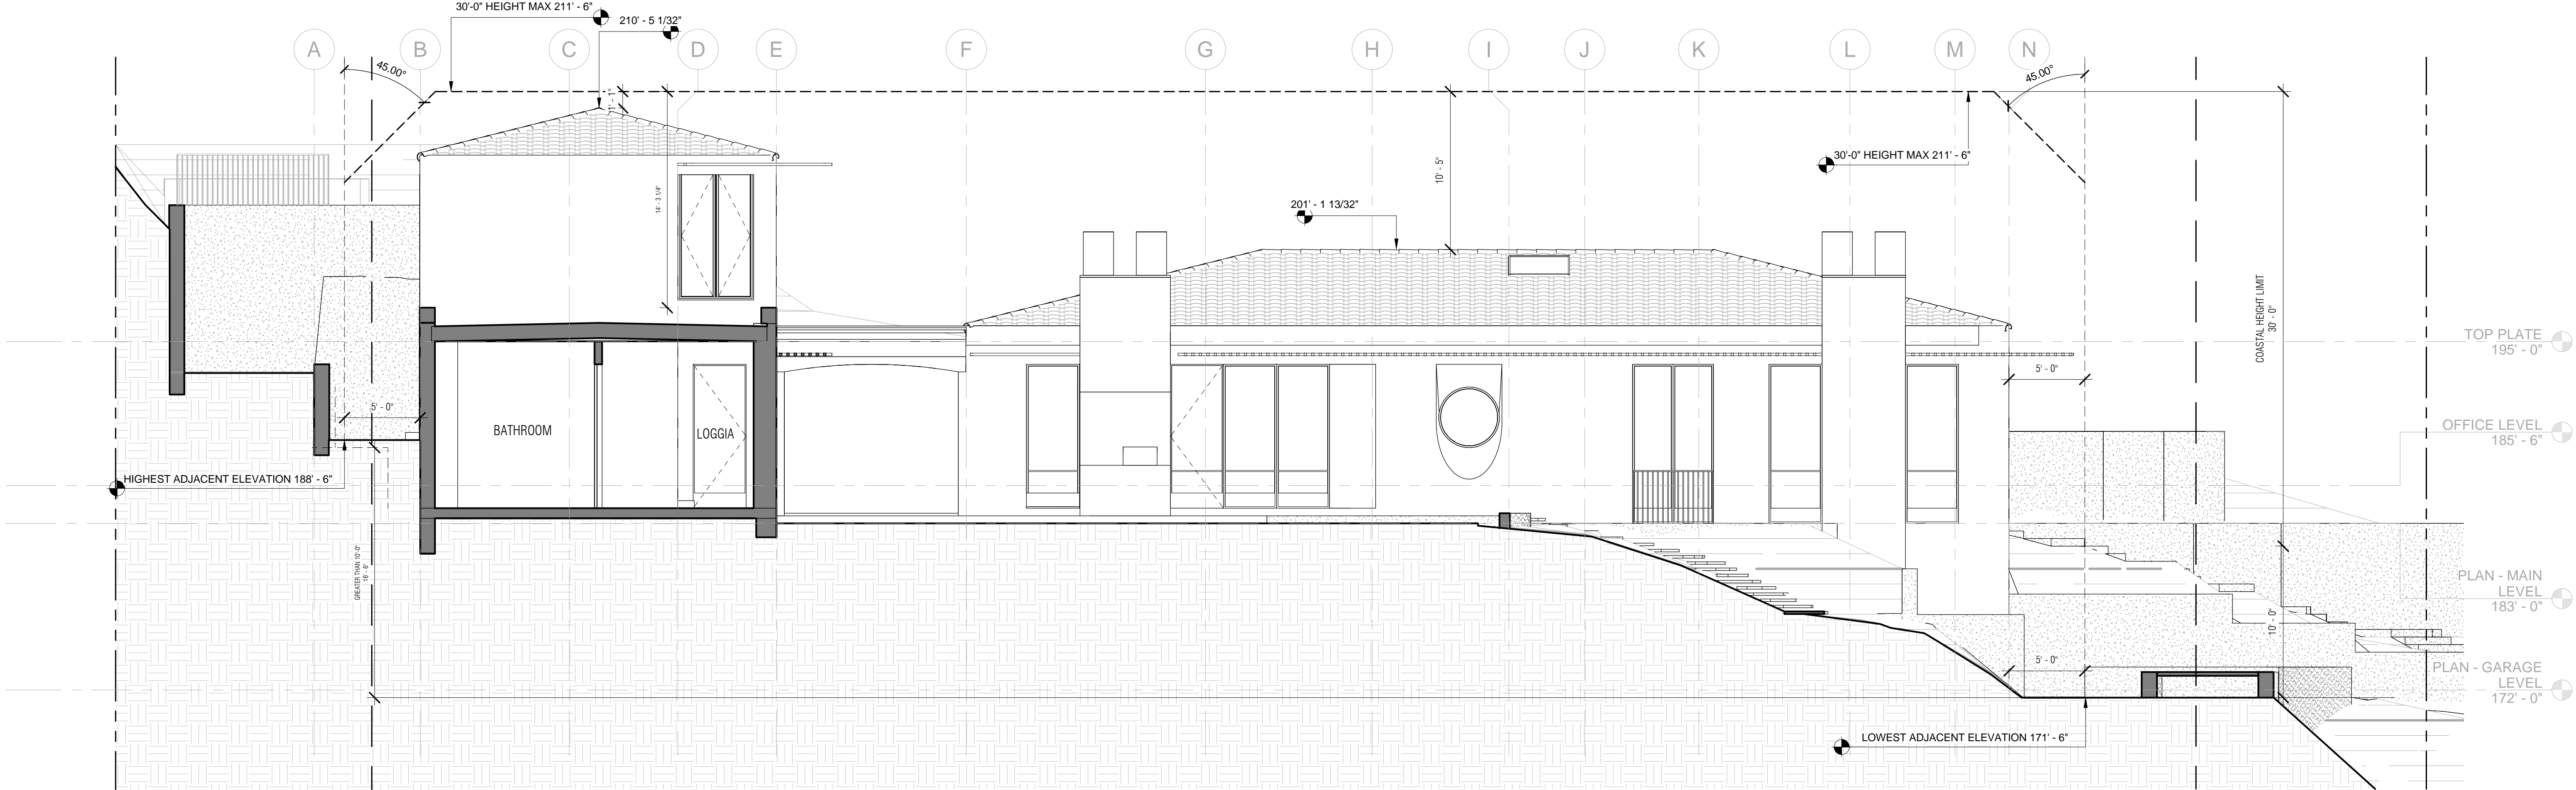 30'-0" HEIGHT MAX 211' - 6"
210' - 5 1/32"
A
B
C
D
E
F
G
H
I
J
K
L
M
N
45.00°
45.00°
1' - 1"
10' - 5"
30'-0" HEIGHT MAX 211' - 6"
14' - 3 1/4"
201' - 1 13/32"
COASTAL HEIGHT LIMIT
30' - 0"
TOP PLATE
195' - 0"
5' - 0"
5' - 0"
BATHROOM
LOGGIA
OFFICE LEVEL
185' - 6"
HIGHEST ADJACENT ELEVATION 188' - 6"
GREATER THAN 10'-0"
16' - 6"
PLAN - MAIN
LEVEL
183' - 0"
10' - 0"
5' - 0"
PLAN - GARAGE
LEVEL
172' - 0"
LOWEST ADJACENT ELEVATION 171' - 6"